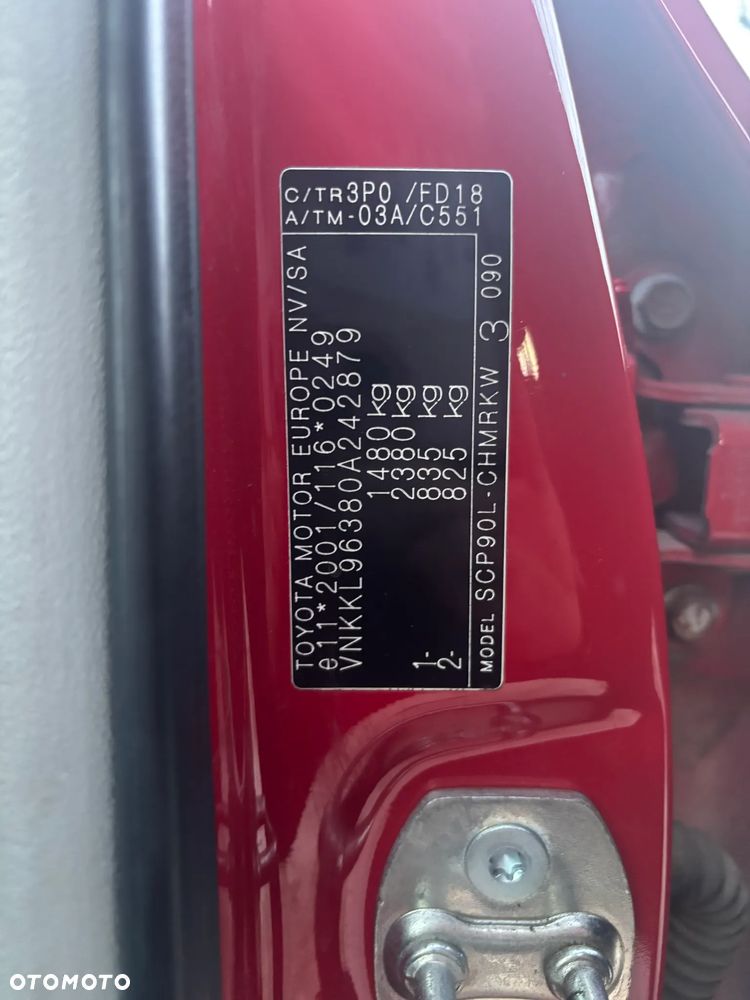 C/TR3P0 /FD18
A/TM-03A/C551
TOYOTA MOTOR EUROPE NV/SA
e11*2001/116*0249
VNKKL96380A242879
1480 kg
2380 kg
1- 835 kg
2- 825 kg
MODEL SCP90L-CHMRKW 3 090
OTOMOTO